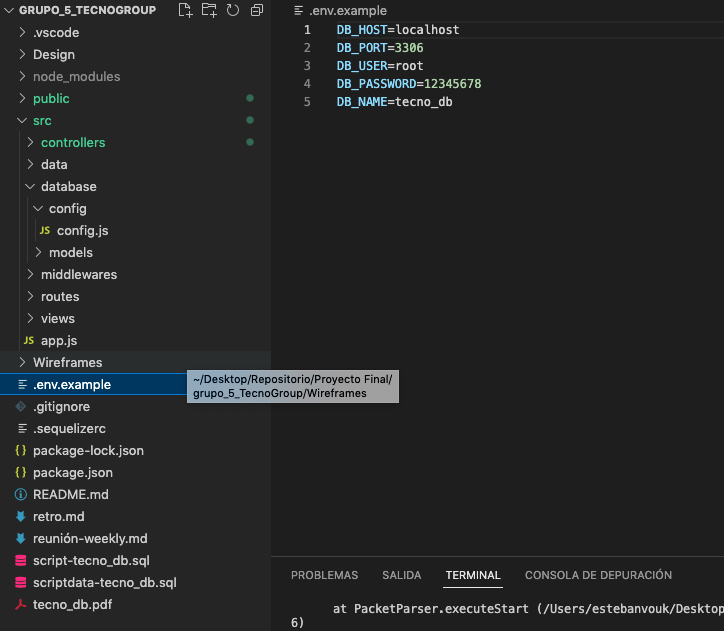 GRUPO_5_TECNOGROUP
.vscode
Design
node_modules
public
src
controllers
data
database
config
JS config.js
models
middlewares
routes
views
JS app.js
Wireframes
.env.example
.gitignore
.sequelizerc
{} package-lock.json
{} package.json
README.md
retro.md
reunión-weekly.md
script-tecno_db.sql
scriptdata-tecno_db.sql
tecno_db.pdf
~/Desktop/Repositorio/Proyecto Final/
grupo_5_TecnoGroup/Wireframes
.env.example
1 DB_HOST=localhost
2 DB_PORT=3306
3 DB_USER=root
4 DB_PASSWORD=12345678
5 DB_NAME=tecno_db
PROBLEMAS SALIDA TERMINAL CONSOLA DE DEPURACIÓN
at PacketParser.executeStart (/Users/estebanvouk/Desktop
6)